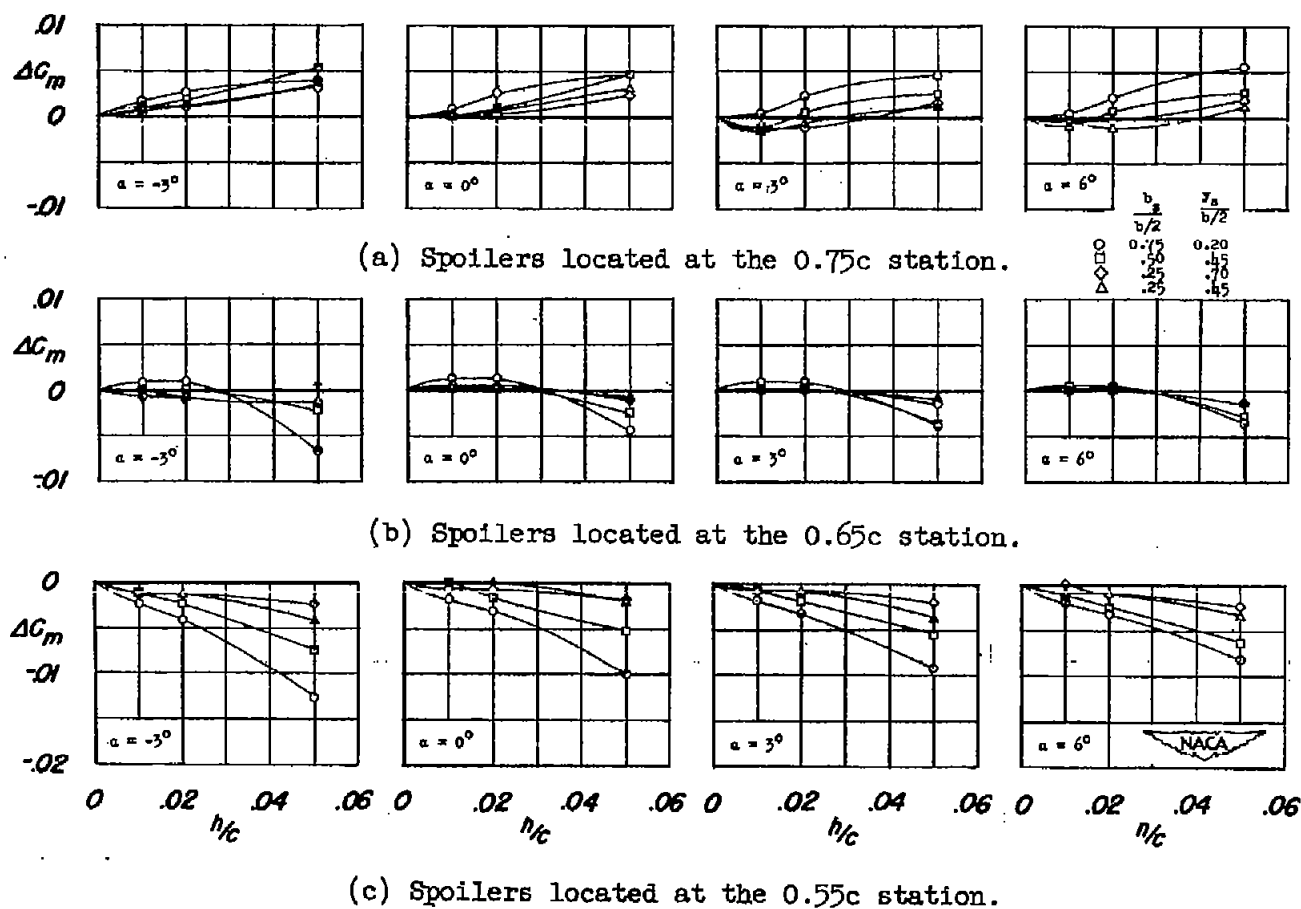 .01
ΔCm
0
-.01
α = -3°
α = 0°
α = 3°
α = 6°
bs/b/2 ys/b/2
0.75 0.20
.50 .45
.25 .70
.25 .45
(a) Spoilers located at the 0.75c station.
.01
ΔCm
0
-.01
α = -3°
α = 0°
α = 3°
α = 6°
(b) Spoilers located at the 0.65c station.
0
ΔCm
-.01
-.02
α = -3°
α = 0°
α = 3°
α = 6°
NACA
0 .02 .04 .06 0 .02 .04 .06 0 .02 .04 .06 0 .02 .04 .06
h/c h/c h/c h/c
(c) Spoilers located at the 0.55c station.